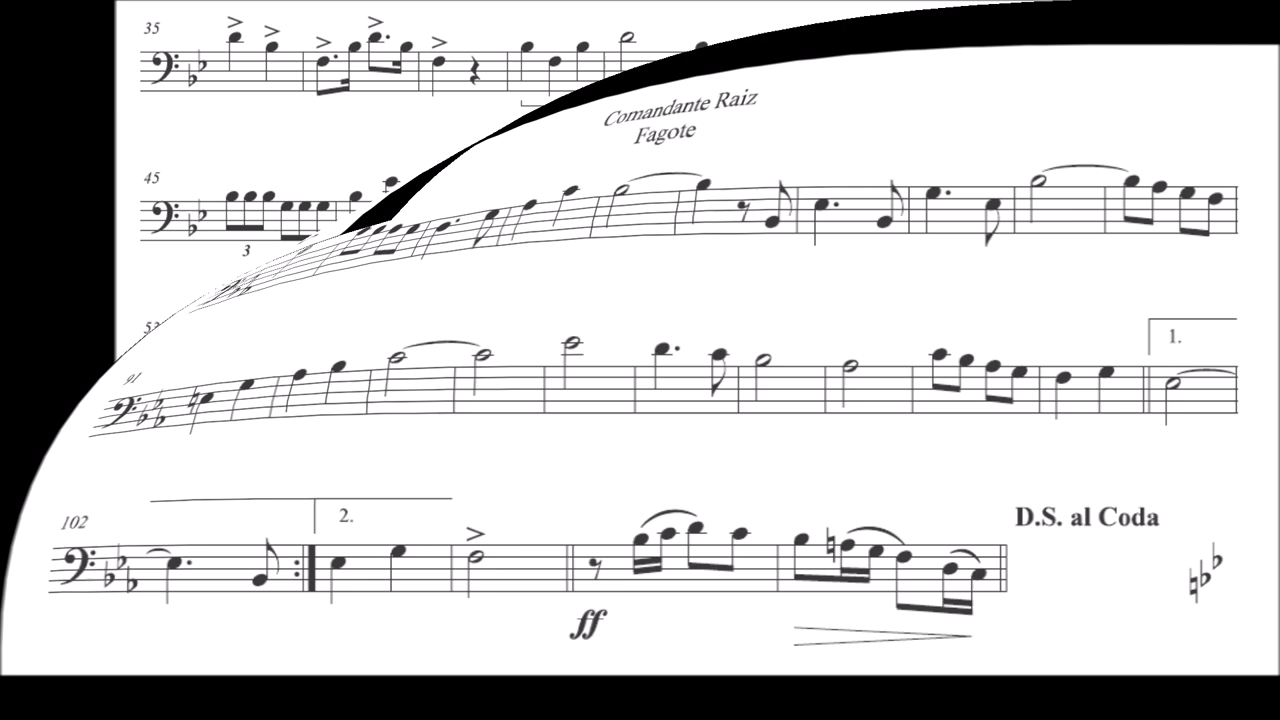 35
Comandante Raiz
Fagote
45
3
91
1.
102
2.
D.S. al Coda
ff